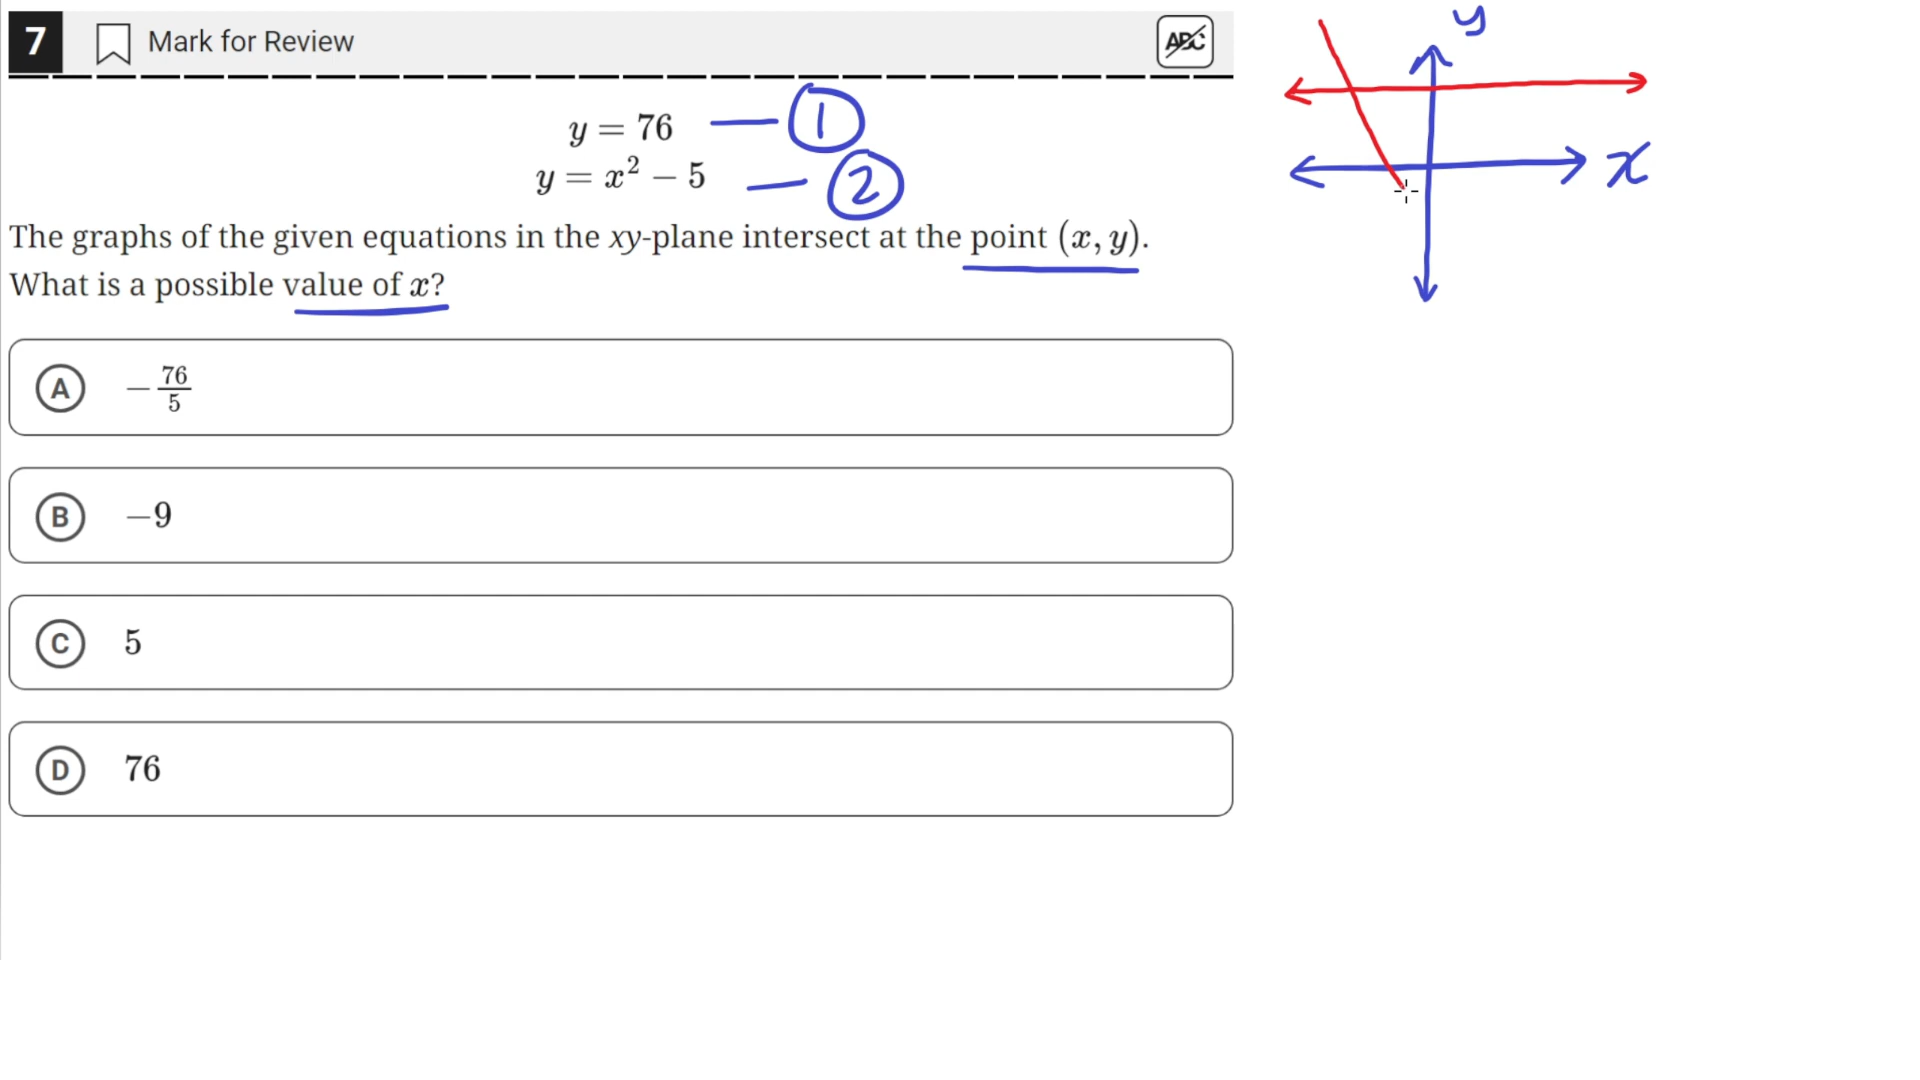 7 Mark for Review ABC
y = 76 — ①
y = x² − 5 — ②
The graphs of the given equations in the xy-plane intersect at the point (x, y).
What is a possible value of x?
A −76/5
B −9
C 5
D 76
y
x